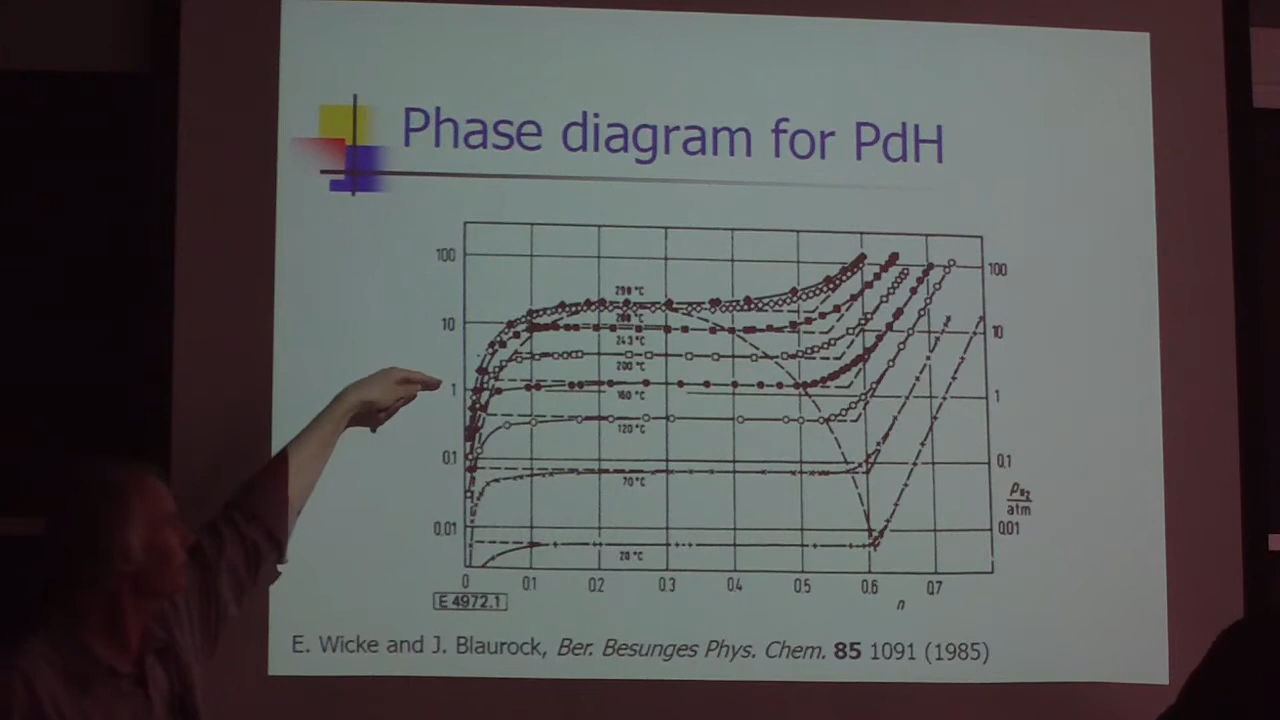 Phase diagram for PdH
100
10
1
0.1
0.01
290 °C
243 °C
200 °C
160 °C
120 °C
70 °C
20 °C
100
10
1
0.1
0.01
pH₂
atm
0 0.1 0.2 0.3 0.4 0.5 0.6 0.7
n
E 4972.1
E. Wicke and J. Blaurock, Ber. Besunges Phys. Chem. 85 1091 (1985)